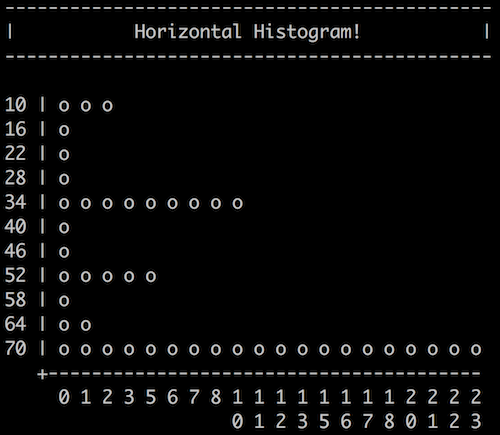 ---------------------------------------------
|           Horizontal Histogram!           |
---------------------------------------------
10 | o o o
16 | o
22 | o
28 | o
34 | o o o o o o o o o
40 | o
46 | o
52 | o o o o o
58 | o
64 | o o
70 | o o o o o o o o o o o o o o o o o o o o
   +----------------------------------------
     0 1 2 3 5 6 7 8 1 1 1 1 1 1 1 1 2 2 2 2
                     0 1 2 3 5 6 7 8 0 1 2 3